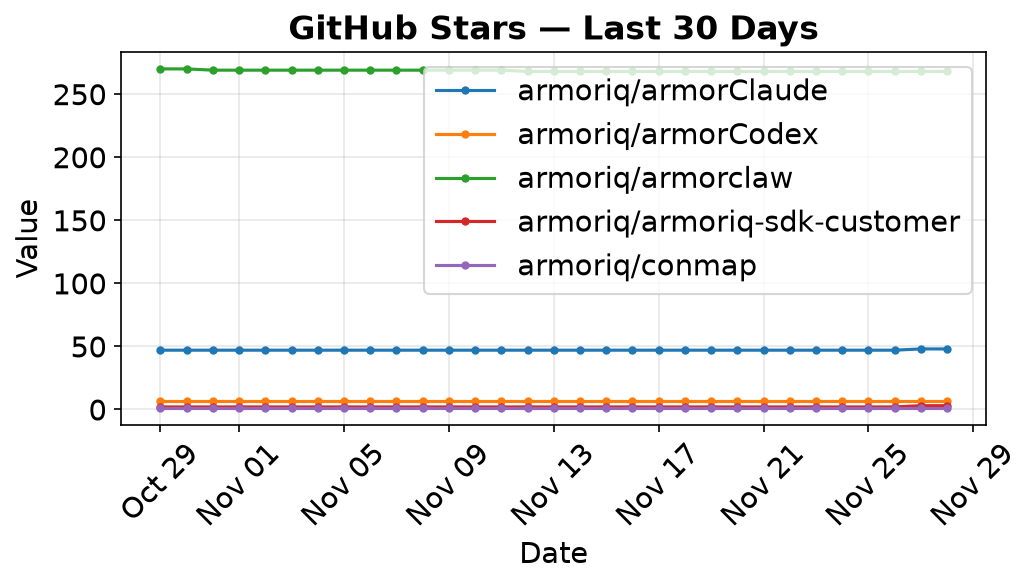 GitHub Stars — Last 30 Days
armoriq/armorClaude
armoriq/armorCodex
armoriq/armorclaw
armoriq/armoriq-sdk-customer
armoriq/conmap
Value
250
200
150
100
50
0
Oct 29
Nov 01
Nov 05
Nov 09
Nov 13
Nov 17
Nov 21
Nov 25
Nov 29
Date